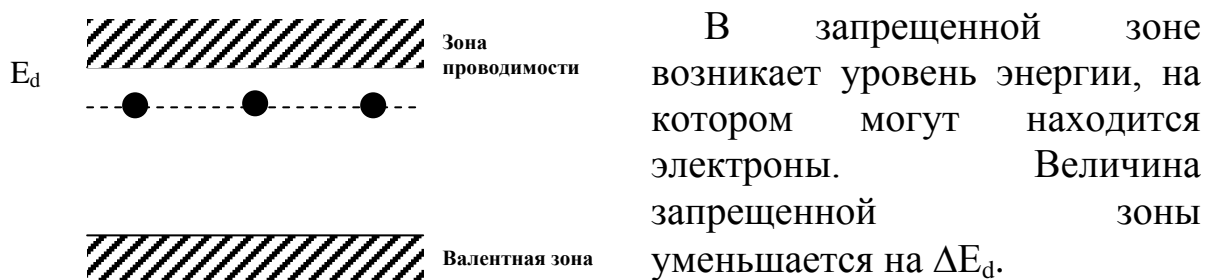 E_d
Зона
проводимости
Валентная зона
В запрещенной зоне
возникает уровень энергии, на
котором могут находится
электроны. Величина
запрещенной зоны
уменьшается на ΔE_d.